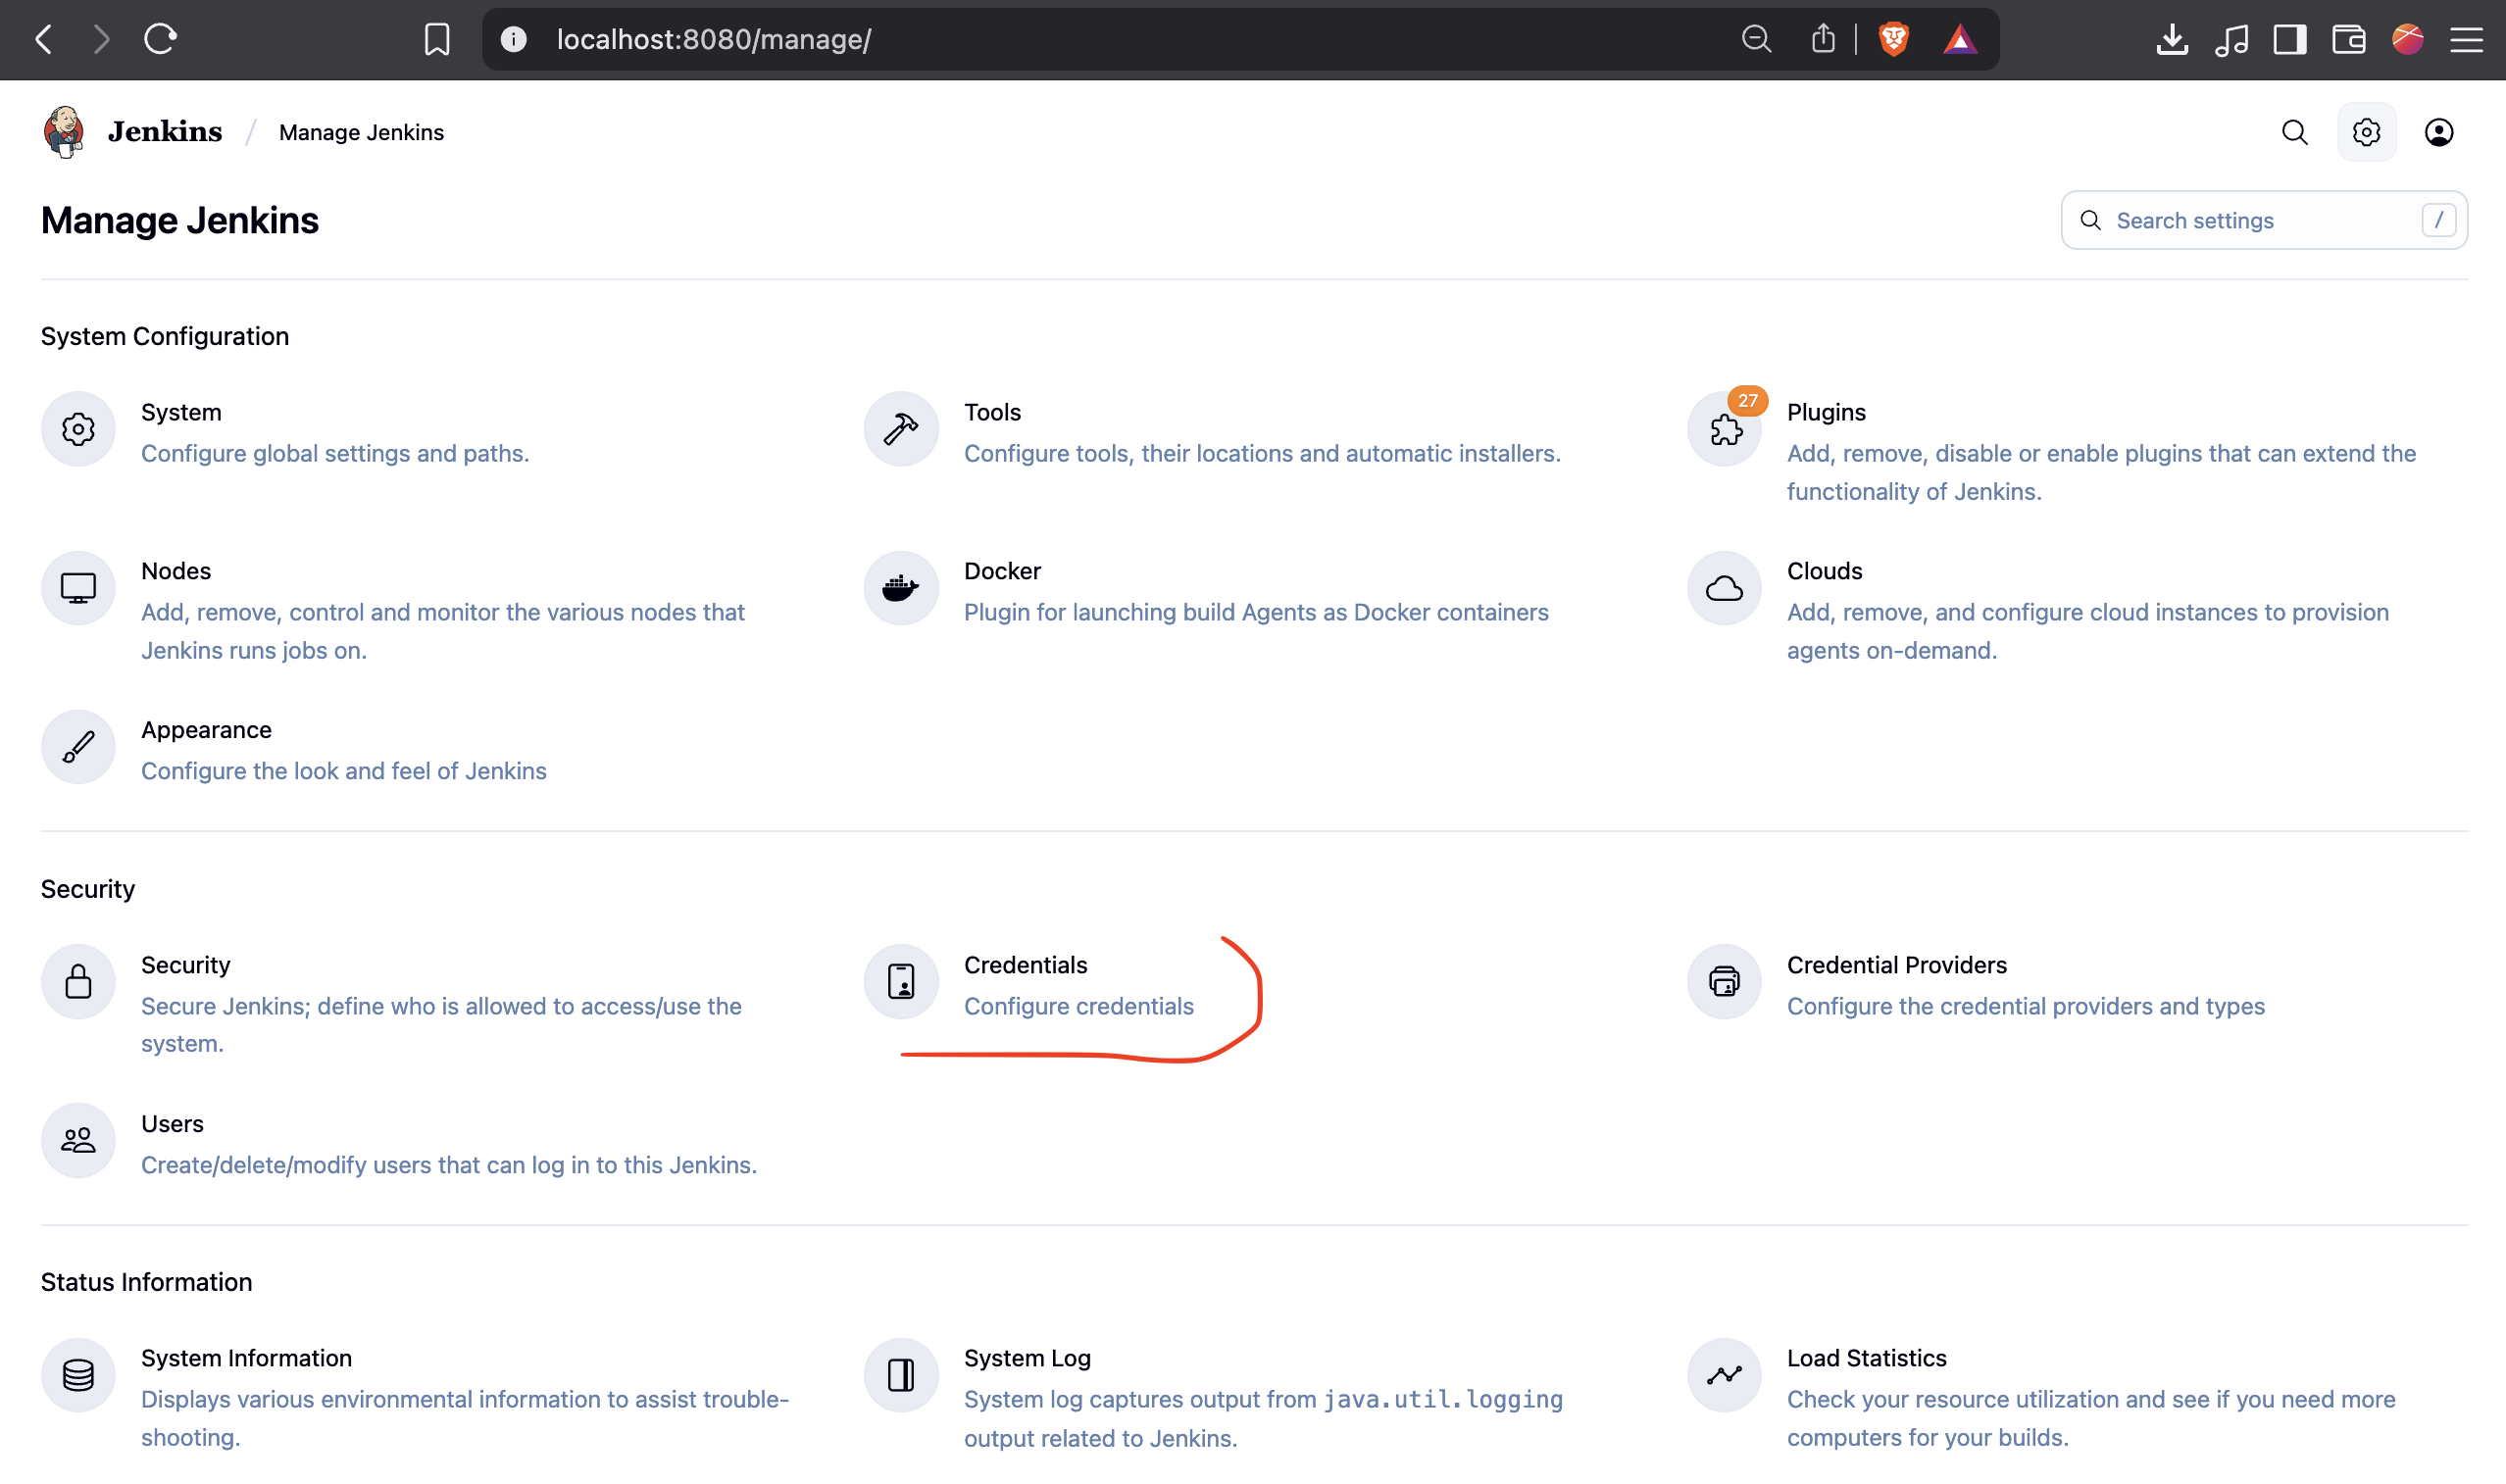 localhost:8080/manage/
Jenkins / Manage Jenkins
Manage Jenkins
Search settings /
System Configuration
System
Configure global settings and paths.
Tools
Configure tools, their locations and automatic installers.
27
Plugins
Add, remove, disable or enable plugins that can extend the
functionality of Jenkins.
Nodes
Add, remove, control and monitor the various nodes that
Jenkins runs jobs on.
Docker
Plugin for launching build Agents as Docker containers
Clouds
Add, remove, and configure cloud instances to provision
agents on-demand.
Appearance
Configure the look and feel of Jenkins
Security
Security
Secure Jenkins; define who is allowed to access/use the
system.
Credentials
Configure credentials
Credential Providers
Configure the credential providers and types
Users
Create/delete/modify users that can log in to this Jenkins.
Status Information
System Information
Displays various environmental information to assist trouble-
shooting.
System Log
System log captures output from java.util.logging
output related to Jenkins.
Load Statistics
Check your resource utilization and see if you need more
computers for your builds.